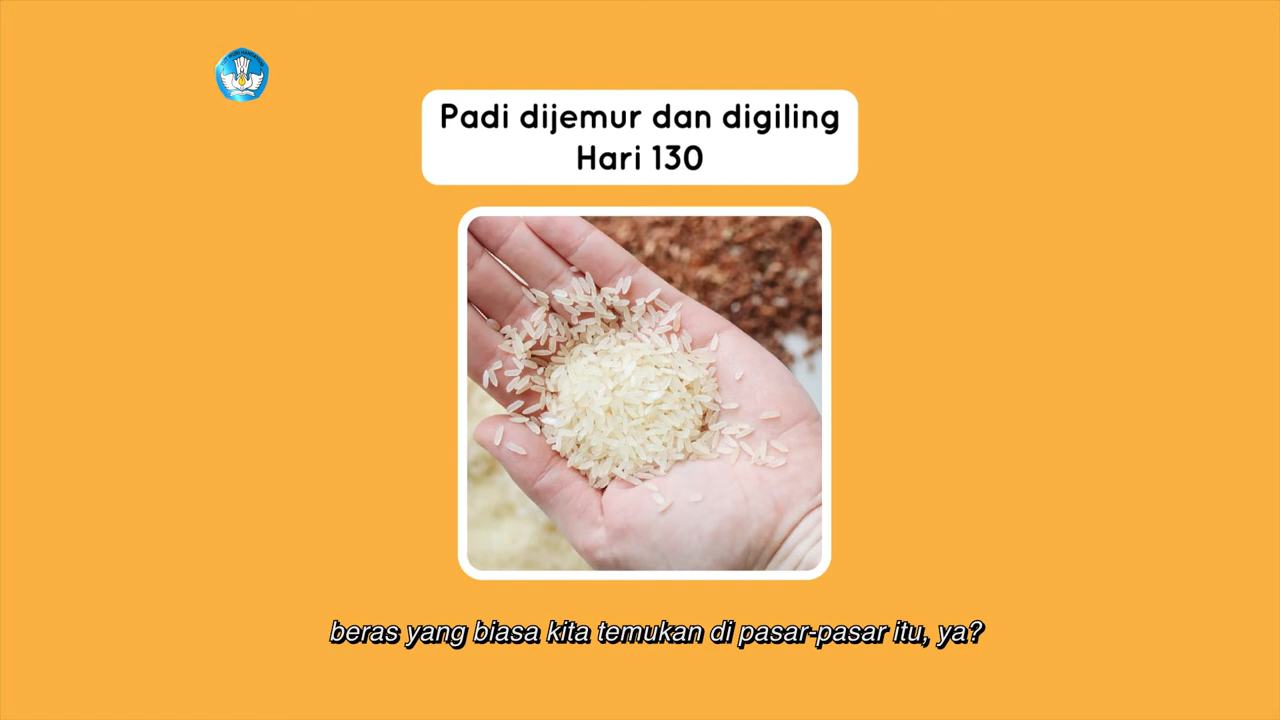 Padi dijemur dan digiling
Hari 130
beras yang biasa kita temukan di pasar-pasar itu, ya?